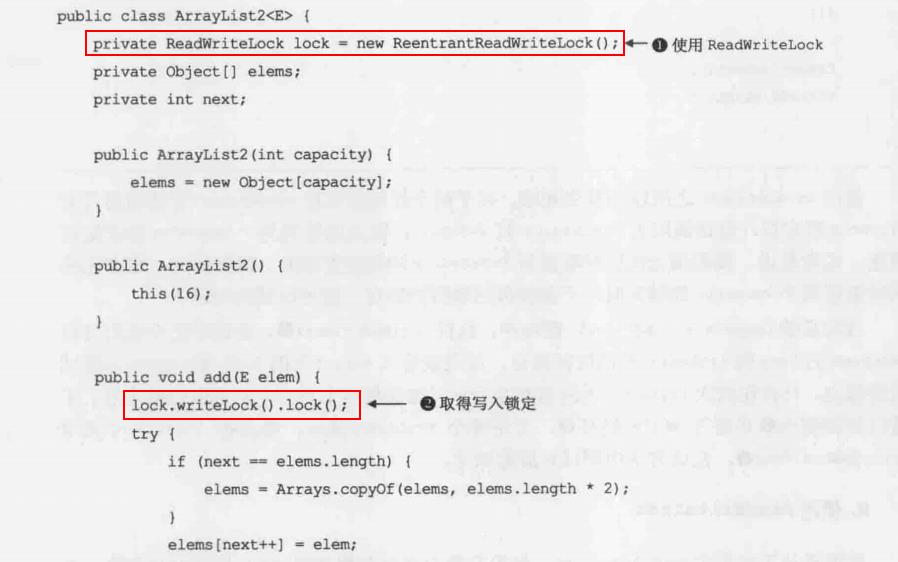 public class ArrayList2<E> {
private ReadWriteLock lock = new ReentrantReadWriteLock(); ❶ 使用 ReadWriteLock
private Object[] elems;
private int next;
public ArrayList2(int capacity) {
elems = new Object[capacity];
}
public ArrayList2() {
this(16);
}
public void add(E elem) {
lock.writeLock().lock(); ❷ 取得写入锁定
try {
if (next == elems.length) {
elems = Arrays.copyOf(elems, elems.length * 2);
}
elems[next++] = elem;